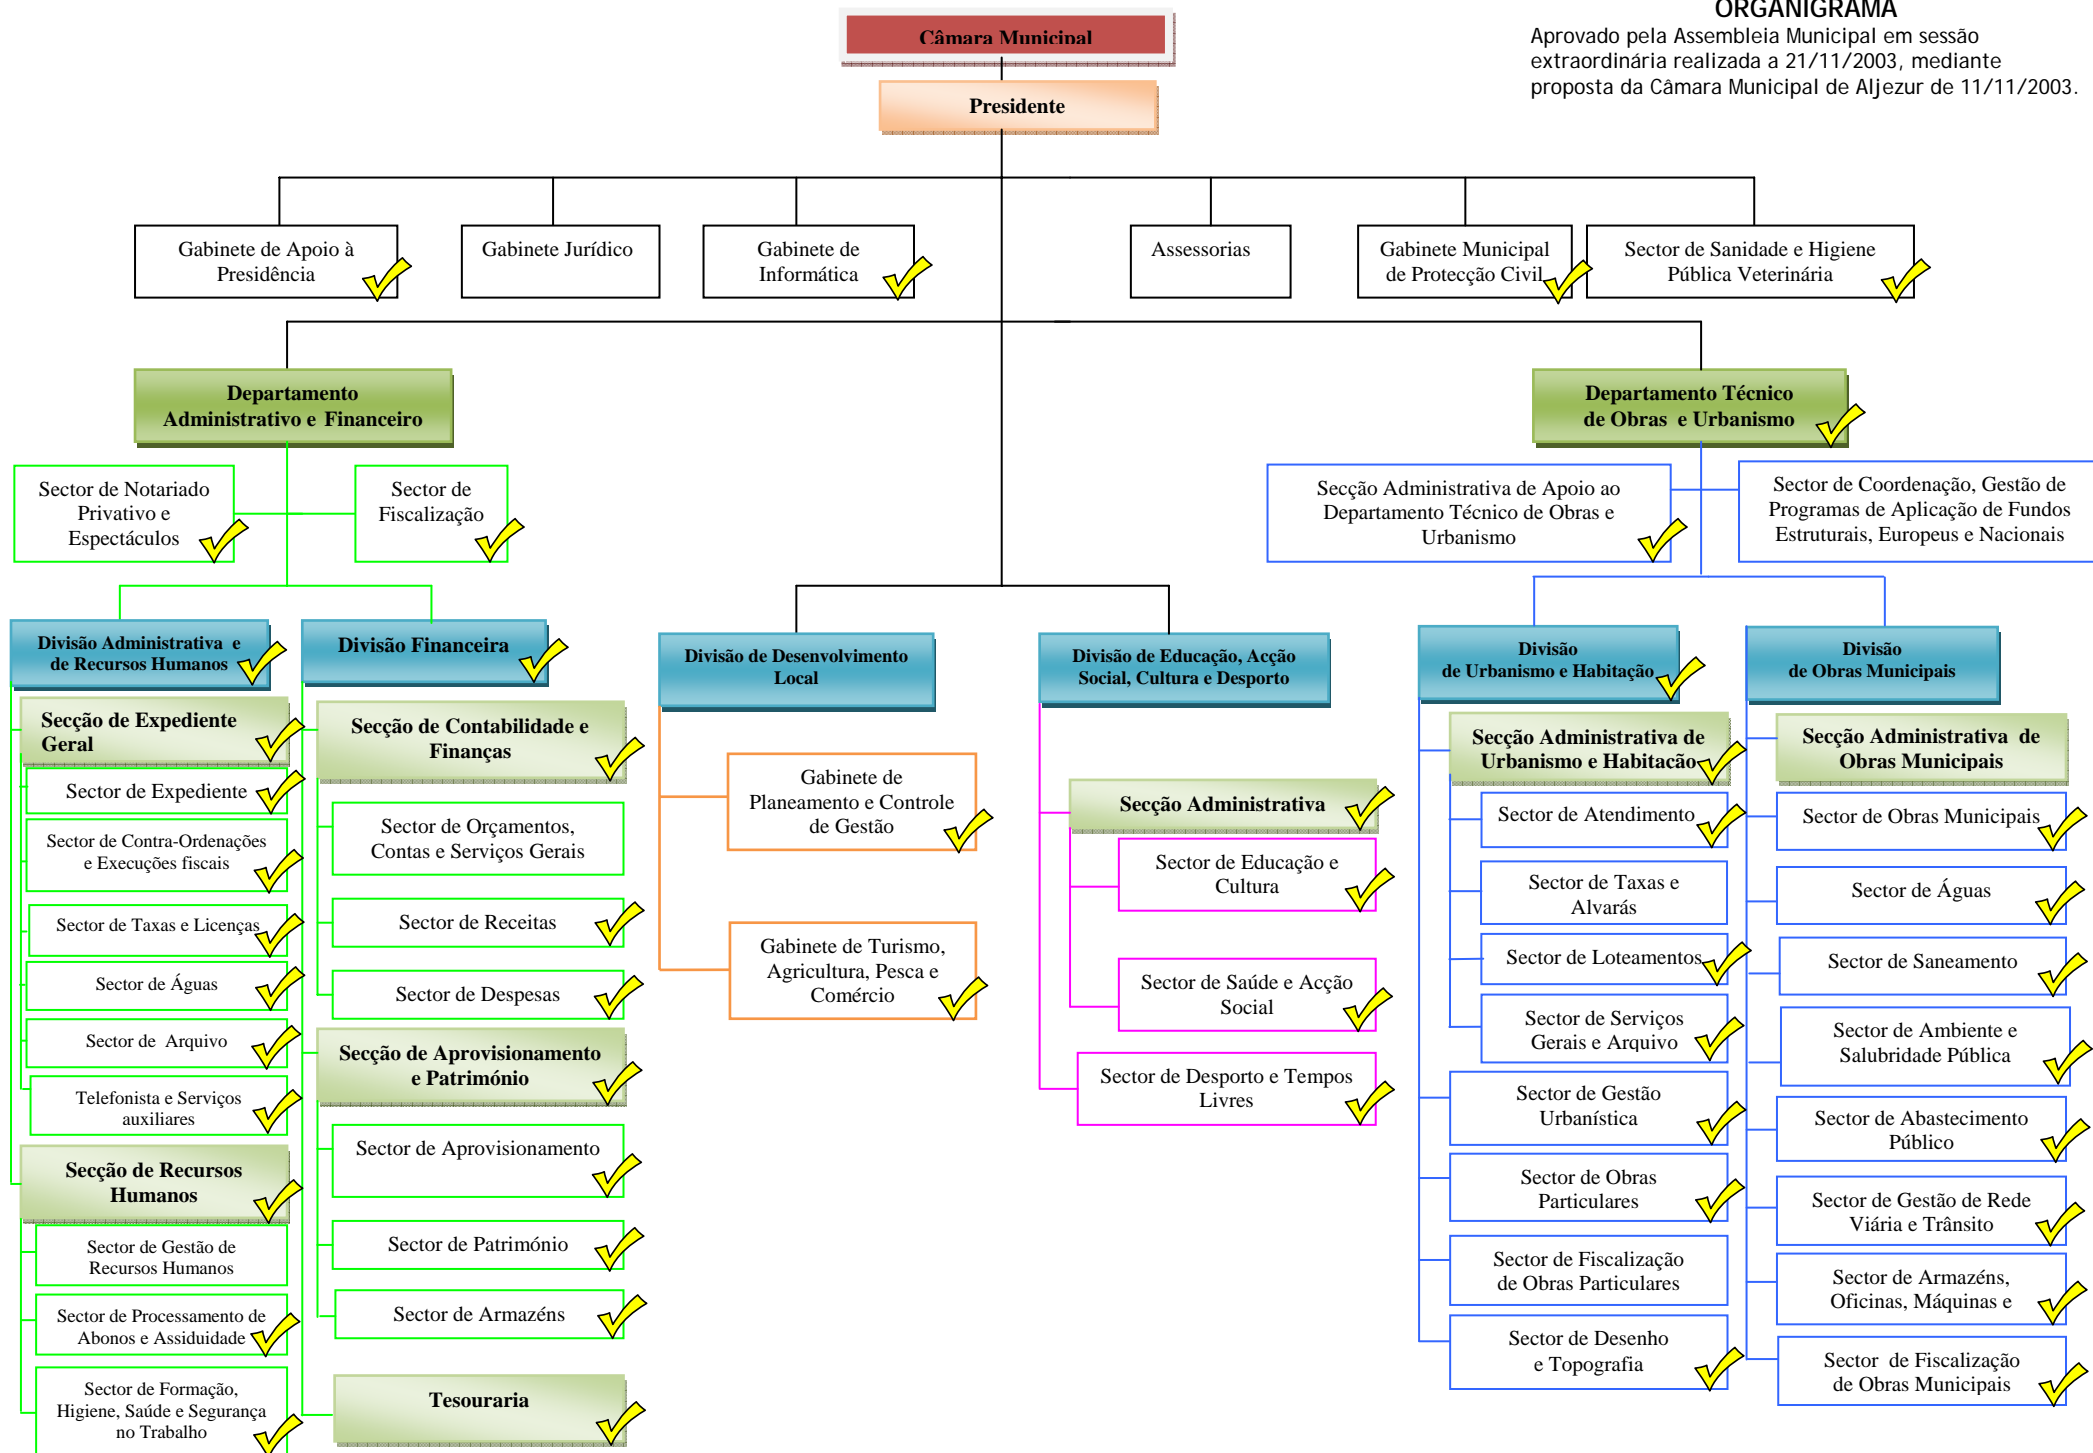 ORGANIGRAMA
Aprovado pela Assembleia Municipal em sessão
extraordinária realizada a 21/11/2003, mediante
proposta da Câmara Municipal de Aljezur de 11/11/2003.
Câmara Municipal
Presidente
Gabinete de Apoio à
Presidência
Gabinete Jurídico
Gabinete de
Informática
Assessorias
Gabinete Municipal
de Protecção Civil
Sector de Sanidade e Higiene
Pública Veterinária
Departamento
Administrativo e Financeiro
Departamento Técnico
de Obras e Urbanismo
Sector de Notariado
Privativo e
Espectáculos
Sector de
Fiscalização
Secção Administrativa de Apoio ao
Departamento Técnico de Obras e
Urbanismo
Sector de Coordenação, Gestão de
Programas de Aplicação de Fundos
Estruturais, Europeus e Nacionais
Divisão Administrativa e
de Recursos Humanos
Secção de Expediente
Geral
Sector de Expediente
Sector de Contra-Ordenações
e Execuções fiscais
Sector de Taxas e Licenças
Sector de Águas
Sector de Arquivo
Telefonista e Serviços
auxiliares
Secção de Recursos
Humanos
Sector de Gestão de
Recursos Humanos
Sector de Processamento de
Abonos e Assiduidade
Sector de Formação,
Higiene, Saúde e Segurança
no Trabalho
Divisão Financeira
Secção de Contabilidade e
Finanças
Sector de Orçamentos,
Contas e Serviços Gerais
Sector de Receitas
Sector de Despesas
Secção de Aprovisionamento
e Património
Sector de Aprovisionamento
Sector de Património
Sector de Armazéns
Tesouraria
Divisão de Desenvolvimento
Local
Gabinete de
Planeamento e Controle
de Gestão
Gabinete de Turismo,
Agricultura, Pesca e
Comércio
Divisão de Educação, Acção
Social, Cultura e Desporto
Secção Administrativa
Sector de Educação e
Cultura
Sector de Saúde e Acção
Social
Sector de Desporto e Tempos
Livres
Divisão
de Urbanismo e Habitação
Secção Administrativa de
Urbanismo e Habitação
Sector de Atendimento
Sector de Taxas e
Alvarás
Sector de Loteamentos
Sector de Serviços
Gerais e Arquivo
Sector de Gestão
Urbanística
Sector de Obras
Particulares
Sector de Fiscalização
de Obras Particulares
Sector de Desenho
e Topografia
Divisão
de Obras Municipais
Secção Administrativa de
Obras Municipais
Sector de Obras Municipais
Sector de Águas
Sector de Saneamento
Sector de Ambiente e
Salubridade Pública
Sector de Abastecimento
Público
Sector de Gestão de Rede
Viária e Trânsito
Sector de Armazéns,
Oficinas, Máquinas e
Sector de Fiscalização
de Obras Municipais